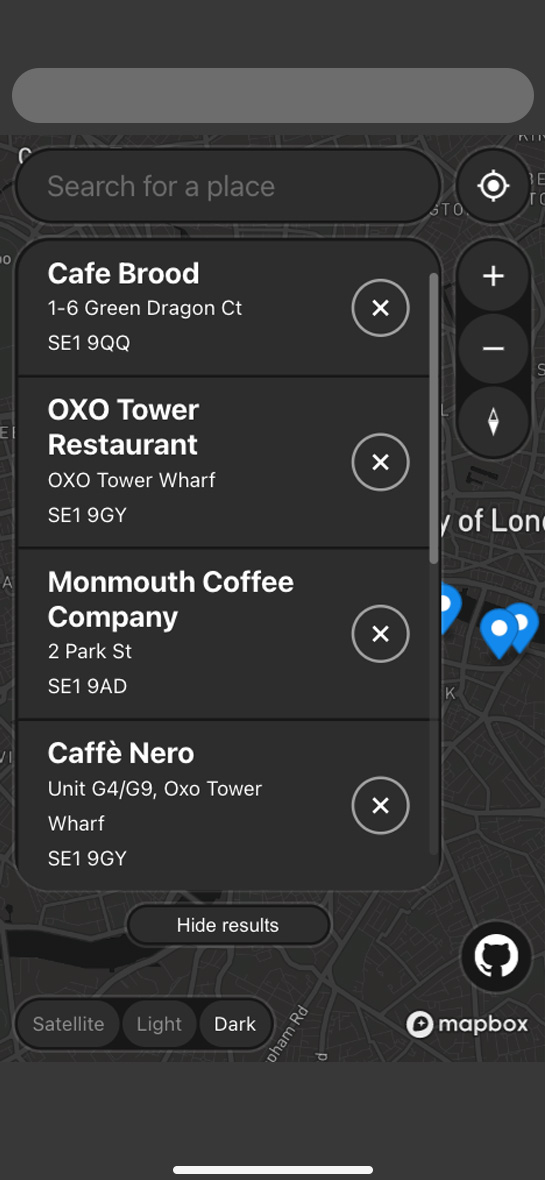 Search for a place
Cafe Brood
1-6 Green Dragon Ct
SE1 9QQ
OXO Tower
Restaurant
OXO Tower Wharf
SE1 9GY
y of Lond
Monmouth Coffee
Company
2 Park St
SE1 9AD
K
Caffè Nero
Unit G4/G9, Oxo Tower
Wharf
SE1 9GY
Hide results
Satellite
Light
Dark
pham Rd
d
mapbox